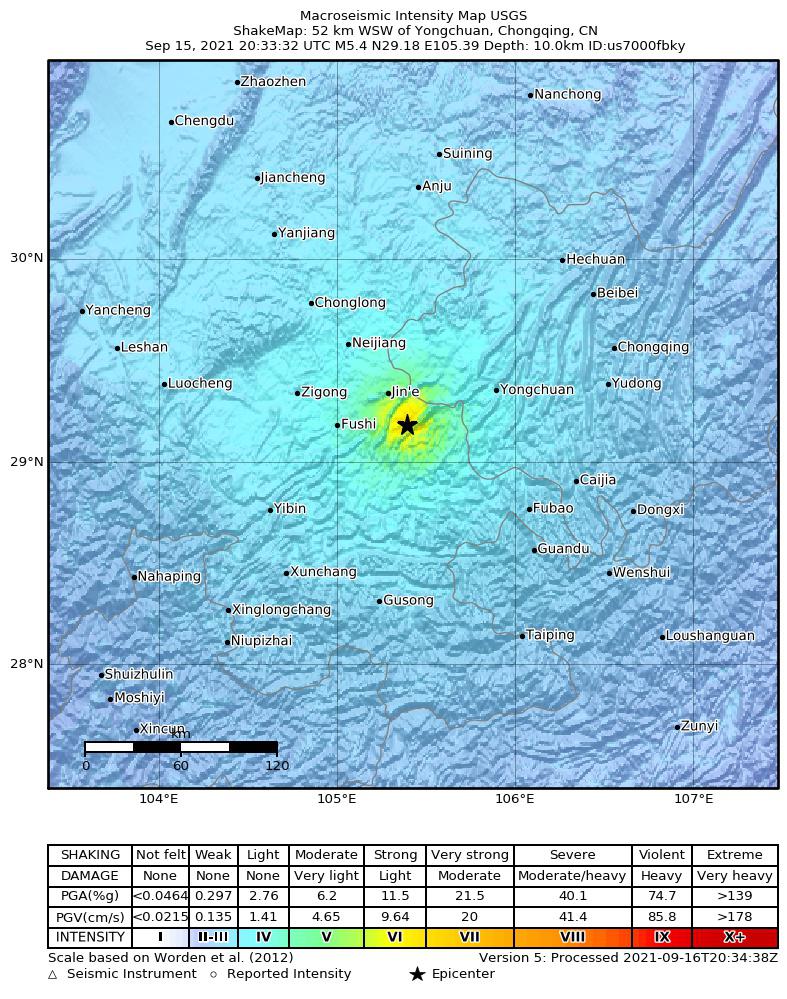 Macroseismic Intensity Map USGS
ShakeMap: 52 km WSW of Yongchuan, Chongqing, CN
Sep 15, 2021 20:33:32 UTC M5.4 N29.18 E105.39 Depth: 10.0km ID:us7000fbky
Zhaozhen
Nanchong
Chengdu
Suining
Jiancheng
Anju
Yanjiang
30°N
Hechuan
Beibei
Chonglong
Yancheng
Neijiang
Leshan
Chongqing
Luocheng
Yudong
Zigong
Jin'e
Yongchuan
Fushi
29°N
Caijia
Yibin
Fubao
Dongxi
Guandu
Xunchang
Wenshui
Nahaping
Gusong
Xinglongchang
Taiping
Loushanguan
Niupizhai
28°N
Shuizhulin
Moshiyi
Zunyi
Xincun
km
0 60 120
104°E 105°E 106°E 107°E
SHAKING Not felt Weak Light Moderate Strong Very strong Severe Violent Extreme
DAMAGE None None None Very light Light Moderate Moderate/heavy Heavy Very heavy
PGA(%g) <0.0464 0.297 2.76 6.2 11.5 21.5 40.1 74.7 >139
PGV(cm/s) <0.0215 0.135 1.41 4.65 9.64 20 41.4 85.8 >178
INTENSITY I II-III IV V VI VII VIII IX X+
Scale based on Worden et al. (2012) Version 5: Processed 2021-09-16T20:34:38Z
△ Seismic Instrument ○ Reported Intensity ★ Epicenter